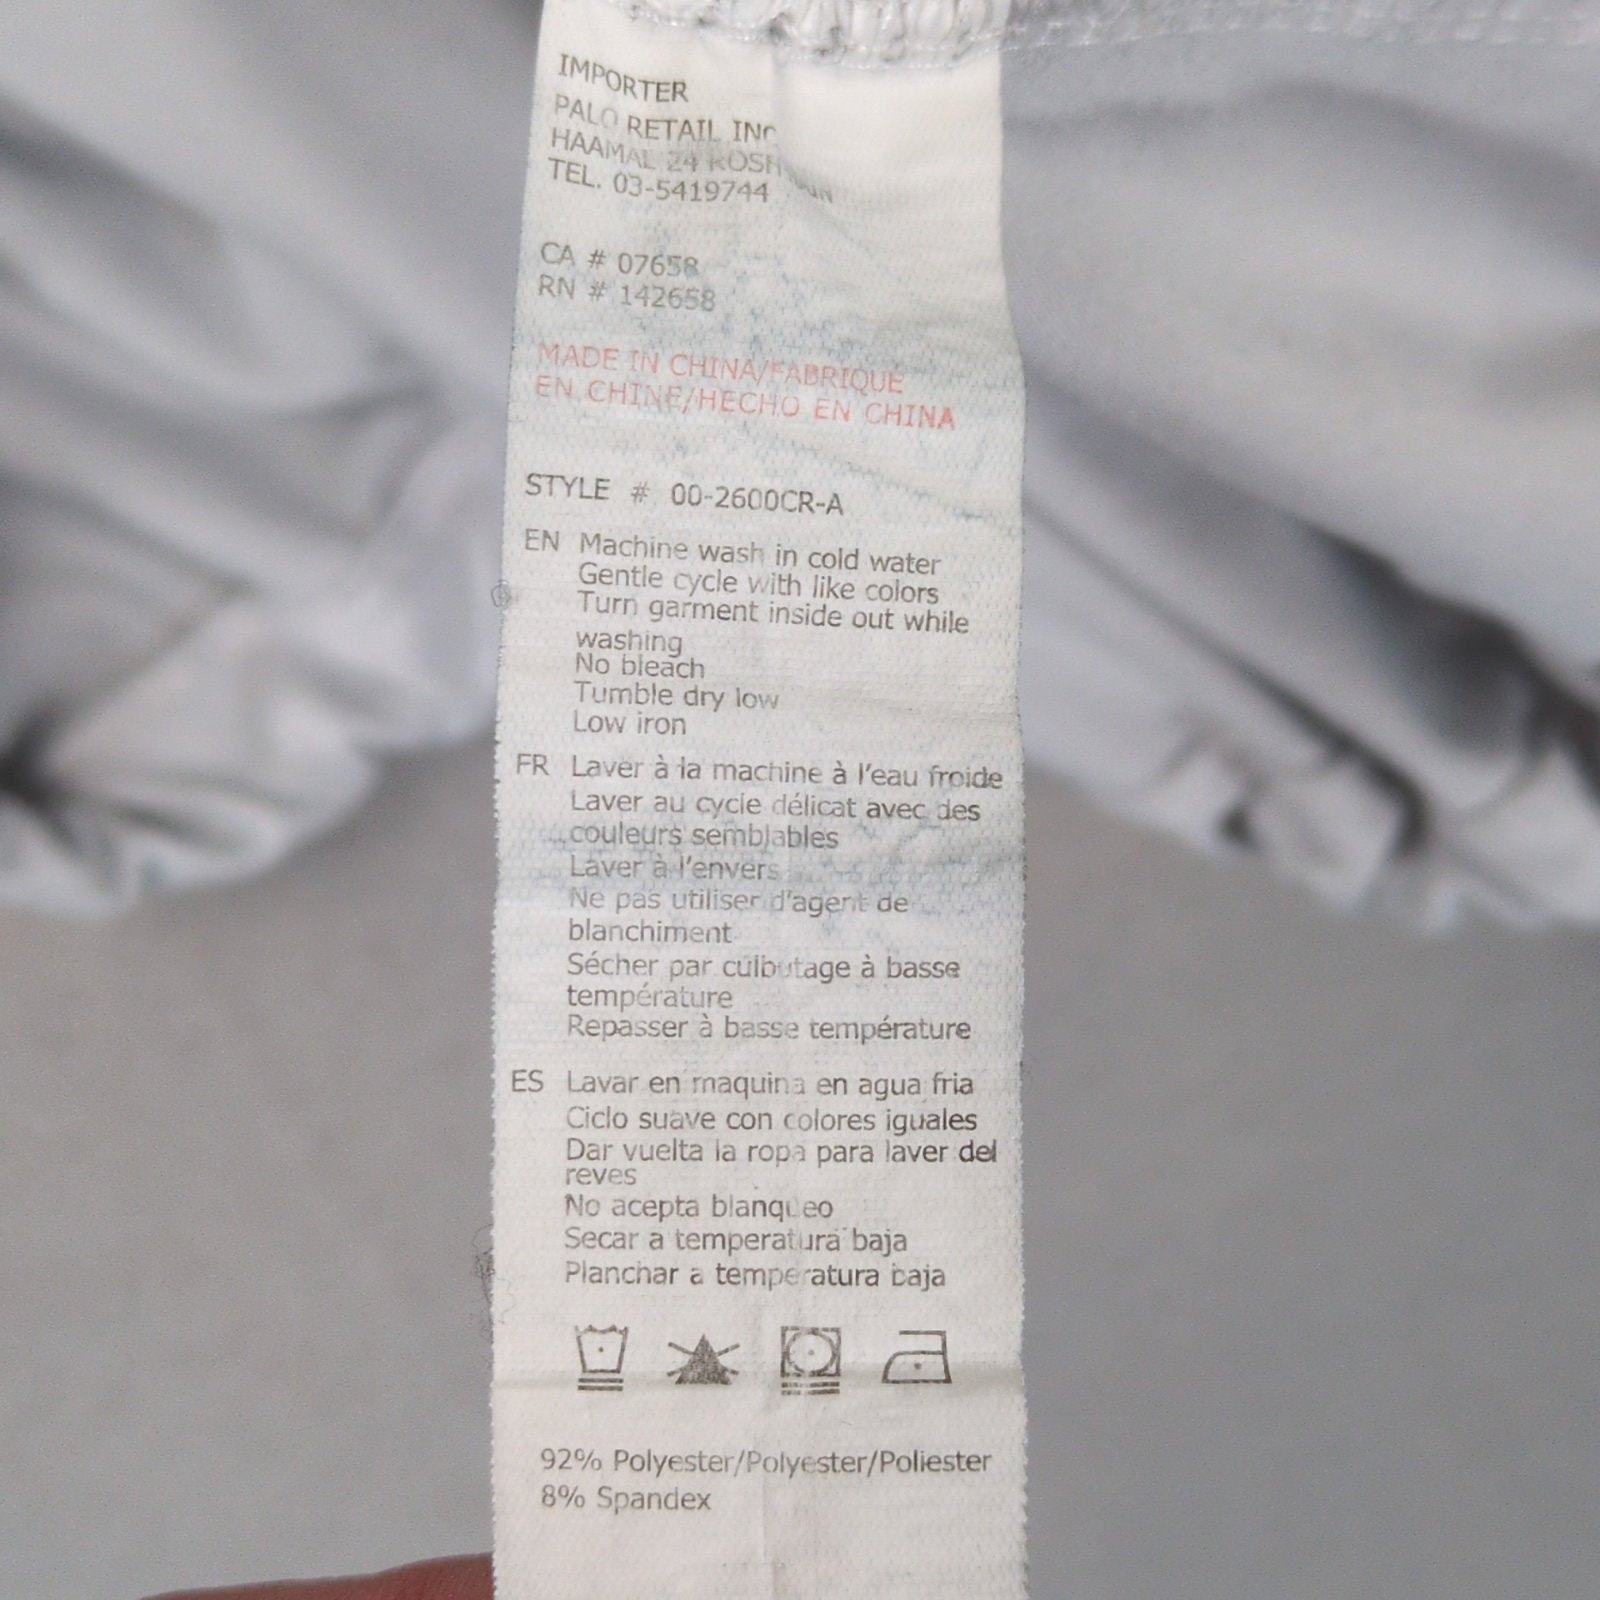 IMPORTER
PALO RETAIL INC
HAAMAL 24 ROSH
TEL. 03-5419744
CA # 07658
RN # 142658
MADE IN CHINA/FABRIQUE
EN CHINE/HECHO EN CHINA
STYLE # 00-2600CR-A
EN Machine wash in cold water
Gentle cycle with like colors
Turn garment inside out while
washing
No bleach
Tumble dry low
Low iron
FR Laver à la machine à l'eau froide
Laver au cycle délicat avec des
couleurs semblables
Laver à l'envers
Ne pas utiliser d'agent de
blanchiment
Sécher par culbutage à basse
température
Repasser à basse température
ES Lavar en maquina en agua fria
Ciclo suave con colores iguales
Dar vuelta la ropa para laver del
reves
No acepta blanqueo
Secar a temperatura baja
Planchar a temperatura baja
92% Polyester/Polyester/Poliester
8% Spandex